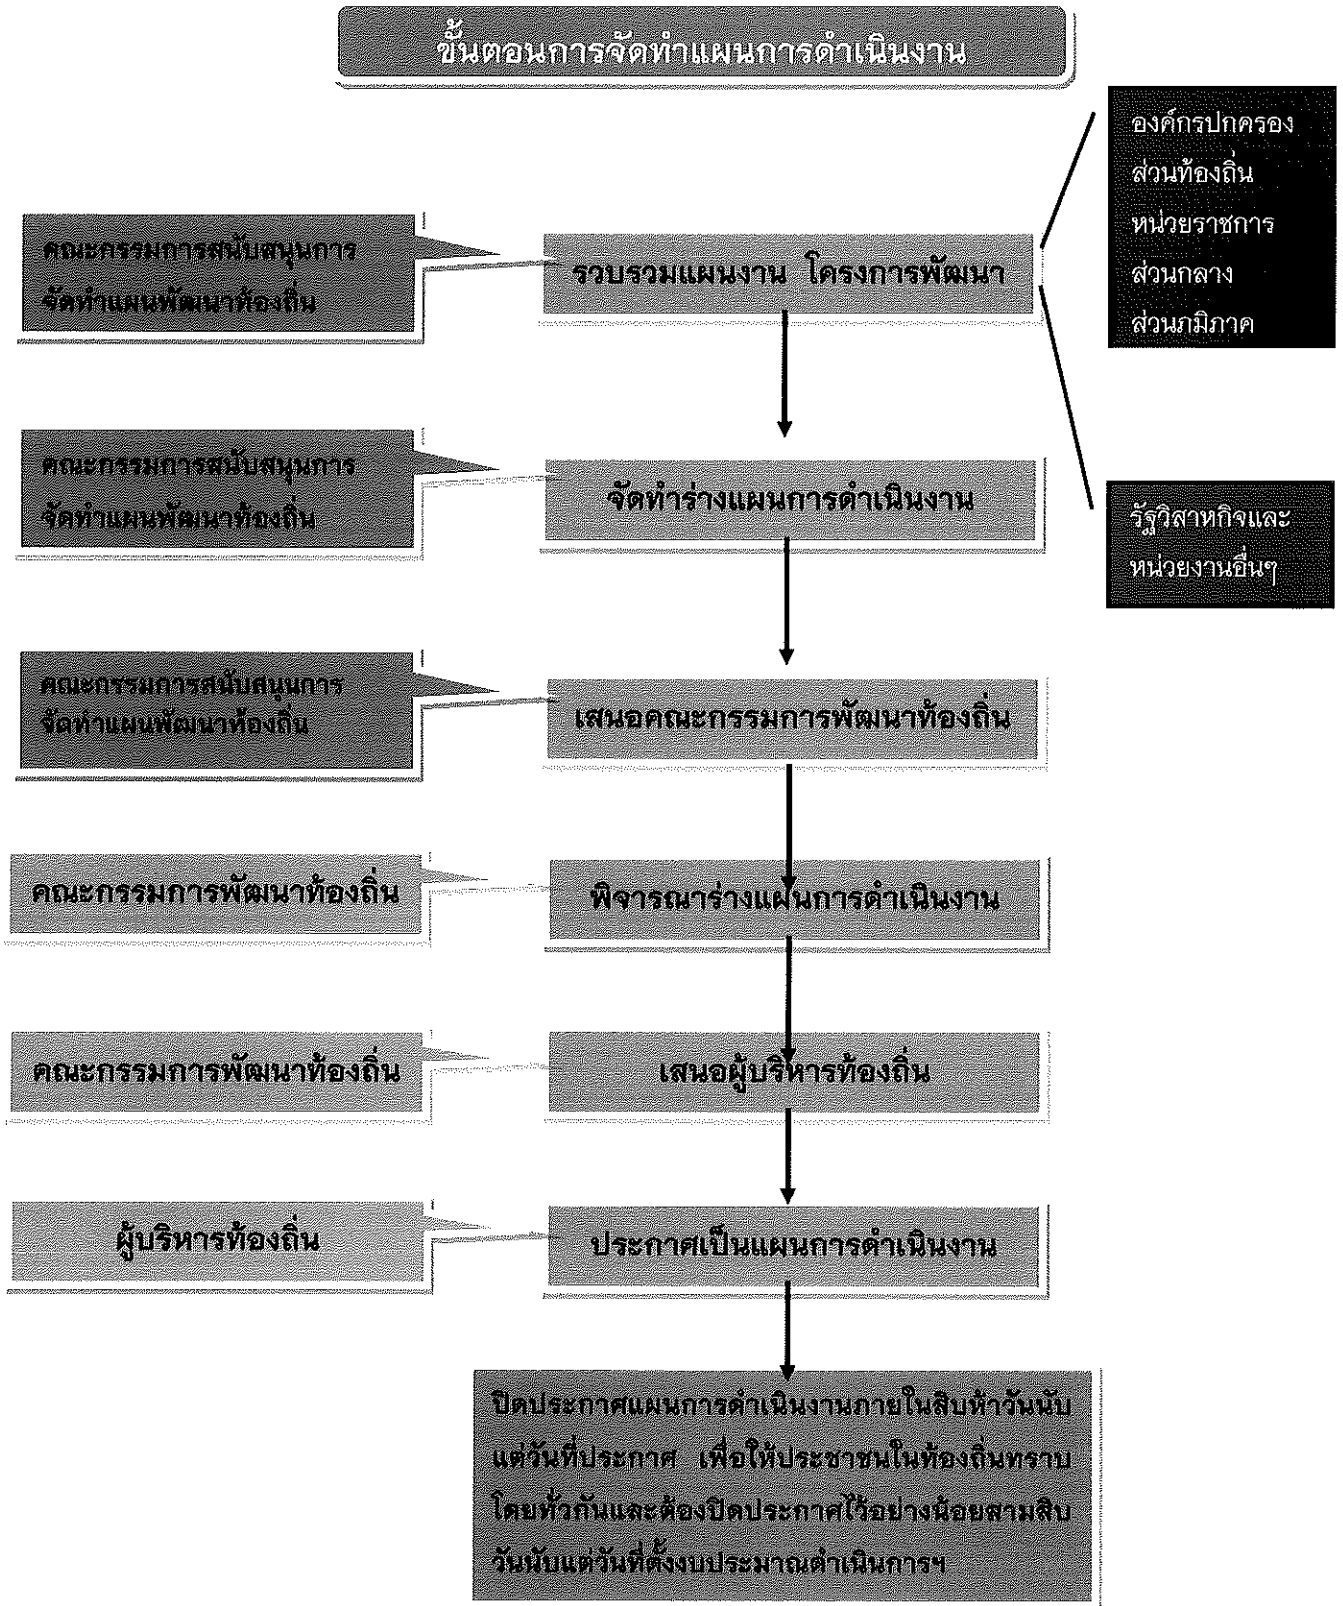 ขั้นตอนการจัดทำแผนการดำเนินงาน
องค์กรปกครอง
ส่วนท้องถิ่น
หน่วยราชการ
ส่วนกลาง
ส่วนภูมิภาค
คณะกรรมการสนับสนุนการ
จัดทำแผนพัฒนาท้องถิ่น
รวบรวมแผนงาน โครงการพัฒนา
คณะกรรมการสนับสนุนการ
จัดทำแผนพัฒนาท้องถิ่น
จัดทำร่างแผนการดำเนินงาน
รัฐวิสาหกิจและ
หน่วยงานอื่นๆ
คณะกรรมการสนับสนุนการ
จัดทำแผนพัฒนาท้องถิ่น
เสนอคณะกรรมการพัฒนาท้องถิ่น
คณะกรรมการพัฒนาท้องถิ่น
พิจารณาร่างแผนการดำเนินงาน
คณะกรรมการพัฒนาท้องถิ่น
เสนอผู้บริหารท้องถิ่น
ผู้บริหารท้องถิ่น
ประกาศเป็นแผนการดำเนินงาน
ปิดประกาศแผนการดำเนินงานภายในสิบห้าวันนับ
แต่วันที่ประกาศ เพื่อให้ประชาชนในท้องถิ่นทราบ
โดยทั่วกันและต้องปิดประกาศไว้อย่างน้อยสามสิบ
วันนับแต่วันที่ตั้งงบประมาณดำเนินการฯ